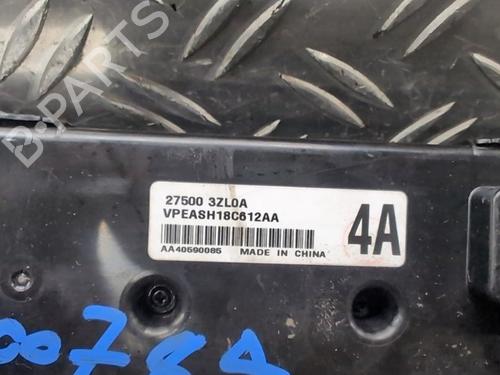 B-PARTS
27500 3ZL0A
VPEASH18C612AA
4A
AA40590085 MADE IN CHINA